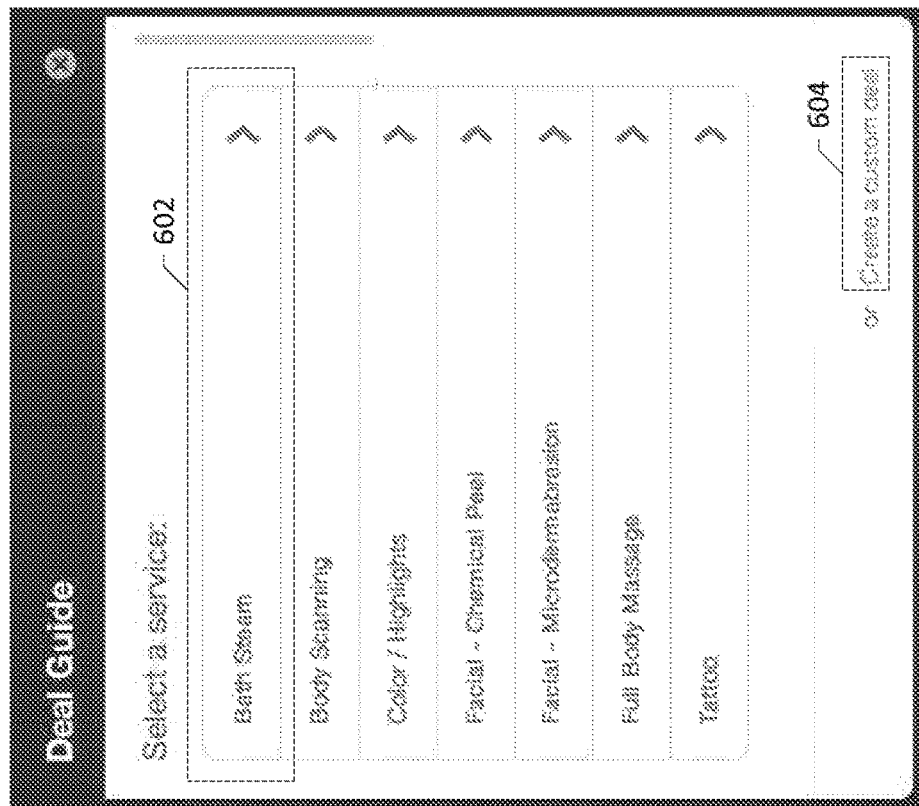 Deal Guide
Select a service:
602
Bath Steam
Body Scanning
Color / Highlights
Facial - Chemical Peel
Facial - Microdermabrasion
Full Body Massage
Tattoo
604
or Create a custom deal